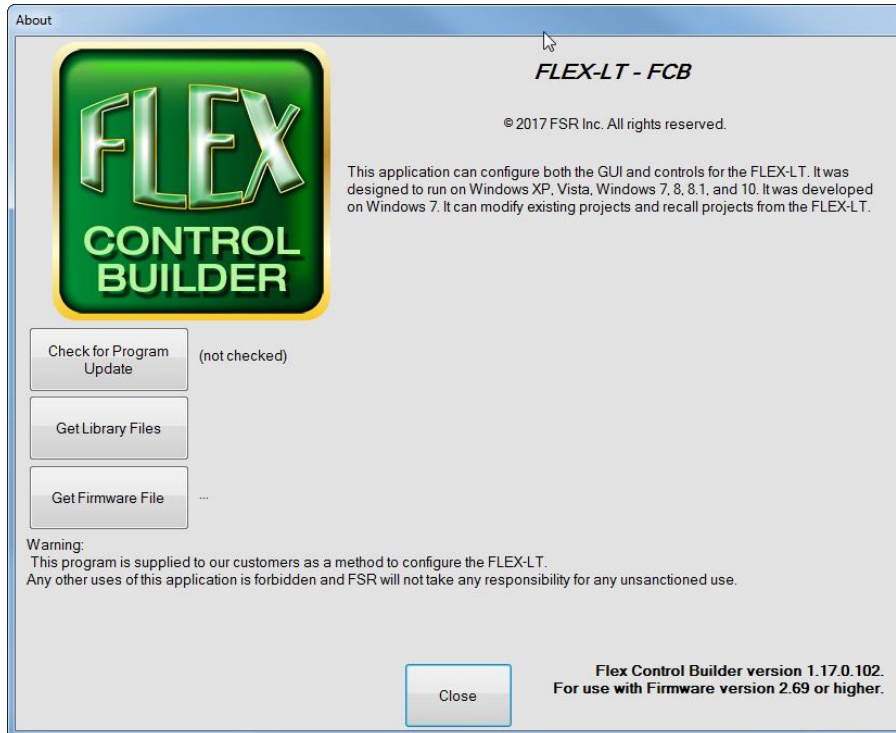 About
FLEX
CONTROL
BUILDER
FLEX-LT - FCB
© 2017 FSR Inc. All rights reserved.
This application can configure both the GUI and controls for the FLEX-LT. It was
designed to run on Windows XP, Vista, Windows 7, 8, 8.1, and 10. It was developed
on Windows 7. It can modify existing projects and recall projects from the FLEX-LT.
Check for Program
Update
(not checked)
Get Library Files
Get Firmware File
...
Warning:
This program is supplied to our customers as a method to configure the FLEX-LT.
Any other uses of this application is forbidden and FSR will not take any responsibility for any unsanctioned use.
Close
Flex Control Builder version 1.17.0.102.
For use with Firmware version 2.69 or higher.